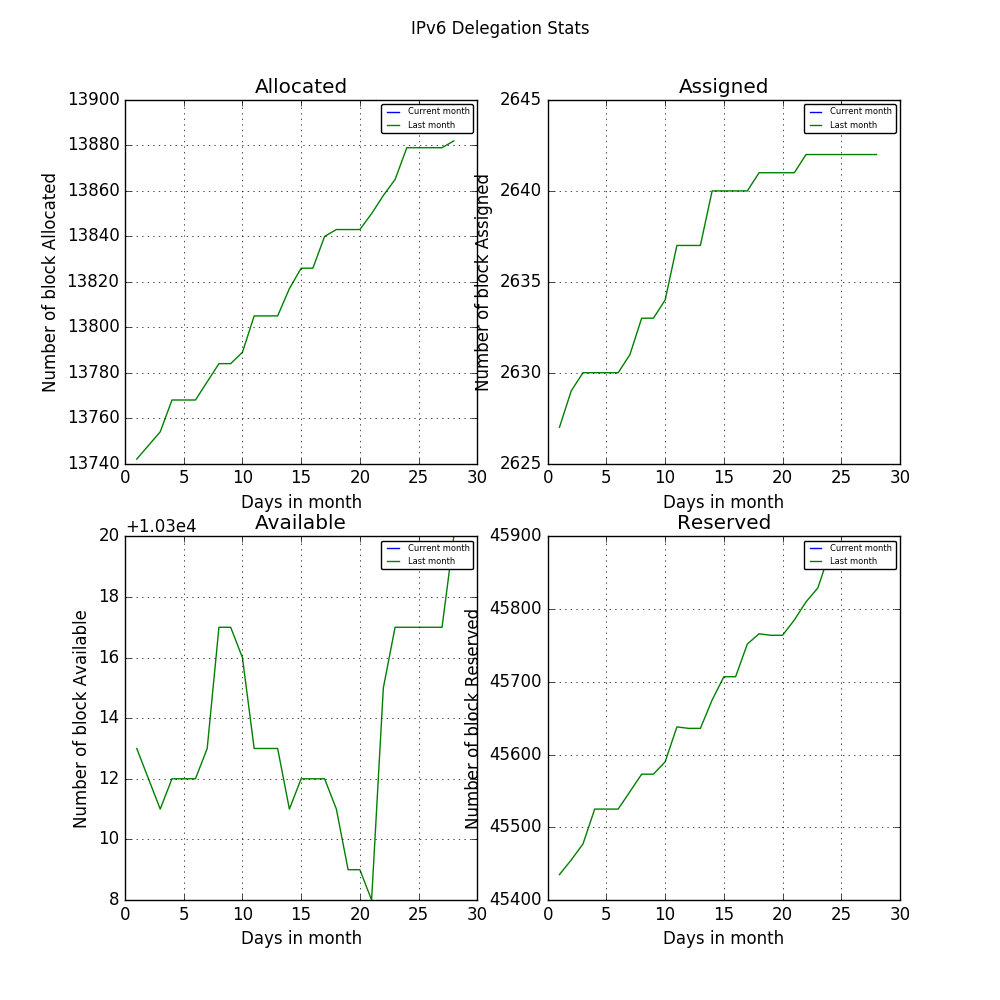 IPv6 Delegation Stats
Allocated
Current month
Last month
13900
13880
13860
13840
13820
13800
13780
13760
13740
Number of block Allocated
0 5 10 15 20 25 30
Days in month
Assigned
Current month
Last month
2645
2640
2635
2630
2625
Number of block Assigned
0 5 10 15 20 25 30
Days in month
Available
+1.03e4
Current month
Last month
20
18
16
14
12
10
8
Number of block Available
0 5 10 15 20 25 30
Days in month
Reserved
Current month
Last month
45900
45800
45700
45600
45500
45400
Number of block Reserved
0 5 10 15 20 25 30
Days in month